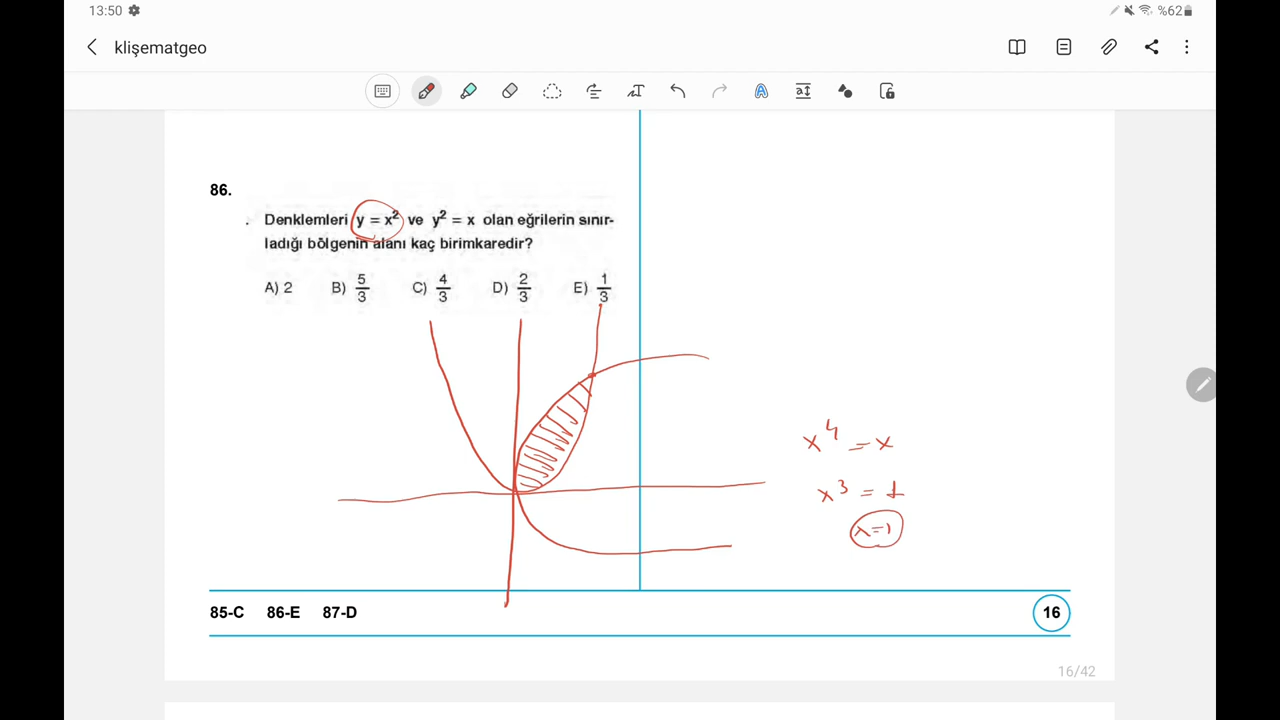 13:50
%62
klişematgeo
86.
. Denklemleri y = x² ve y² = x olan eğrilerin sınır-
ladığı bölgenin alanı kaç birimkaredir?
A) 2 B) 5/3 C) 4/3 D) 2/3 E) 1/3
x⁴ = x
x³ = 1
x=1
85-C 86-E 87-D
16
16/42